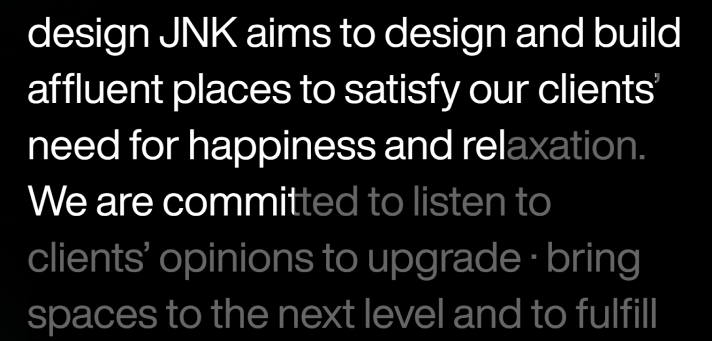 design JNK aims to design and build
affluent places to satisfy our clients’
need for happiness and relaxation.
We are committed to listen to
clients’ opinions to upgrade · bring
spaces to the next level and to fulfill